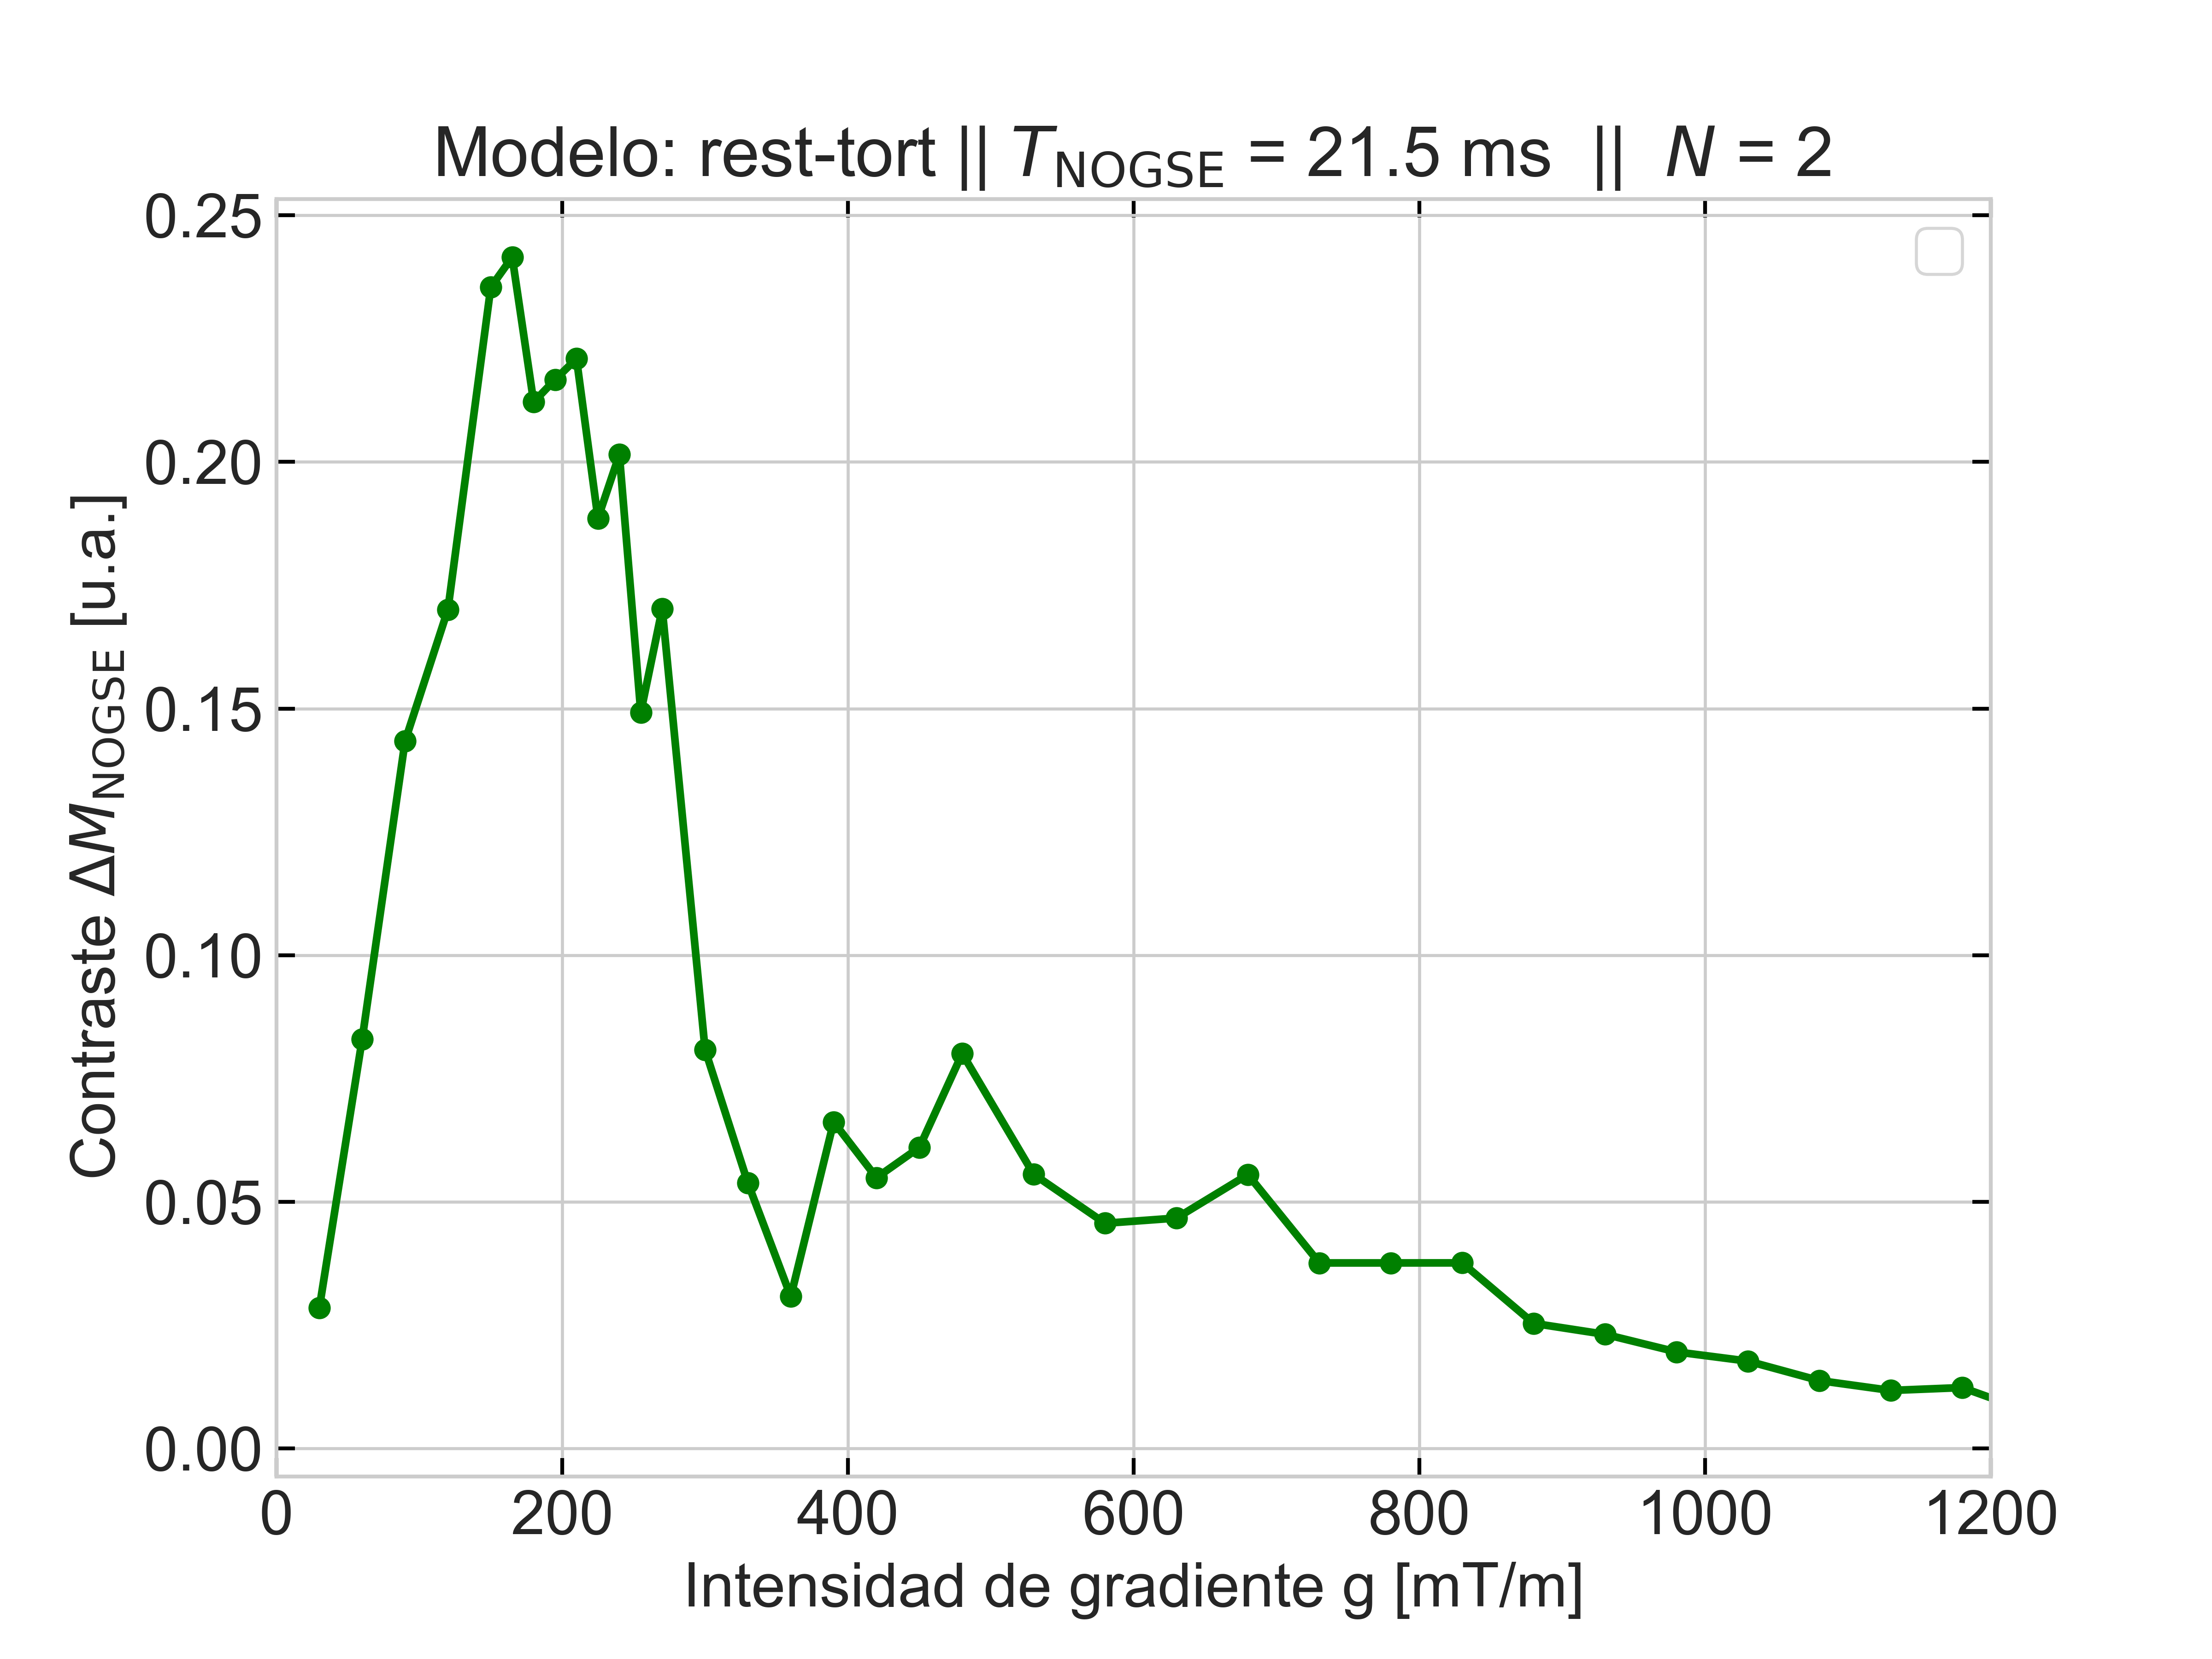 Modelo: rest-tort || T_NOGSE = 21.5 ms || N = 2
0.25
0.20
0.15
0.10
0.05
0.00
Contraste ΔM_NOGSE [u.a.]
0 200 400 600 800 1000 1200
Intensidad de gradiente g [mT/m]